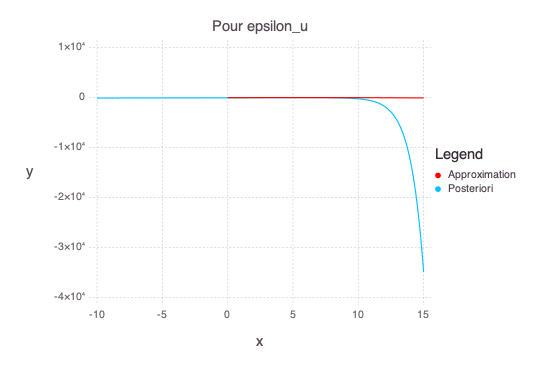 Pour epsilon_u
1×10⁴
0
-1×10⁴
-2×10⁴
-3×10⁴
-4×10⁴
y
-10 -5 0 5 10 15
x
Legend
Approximation
Posteriori